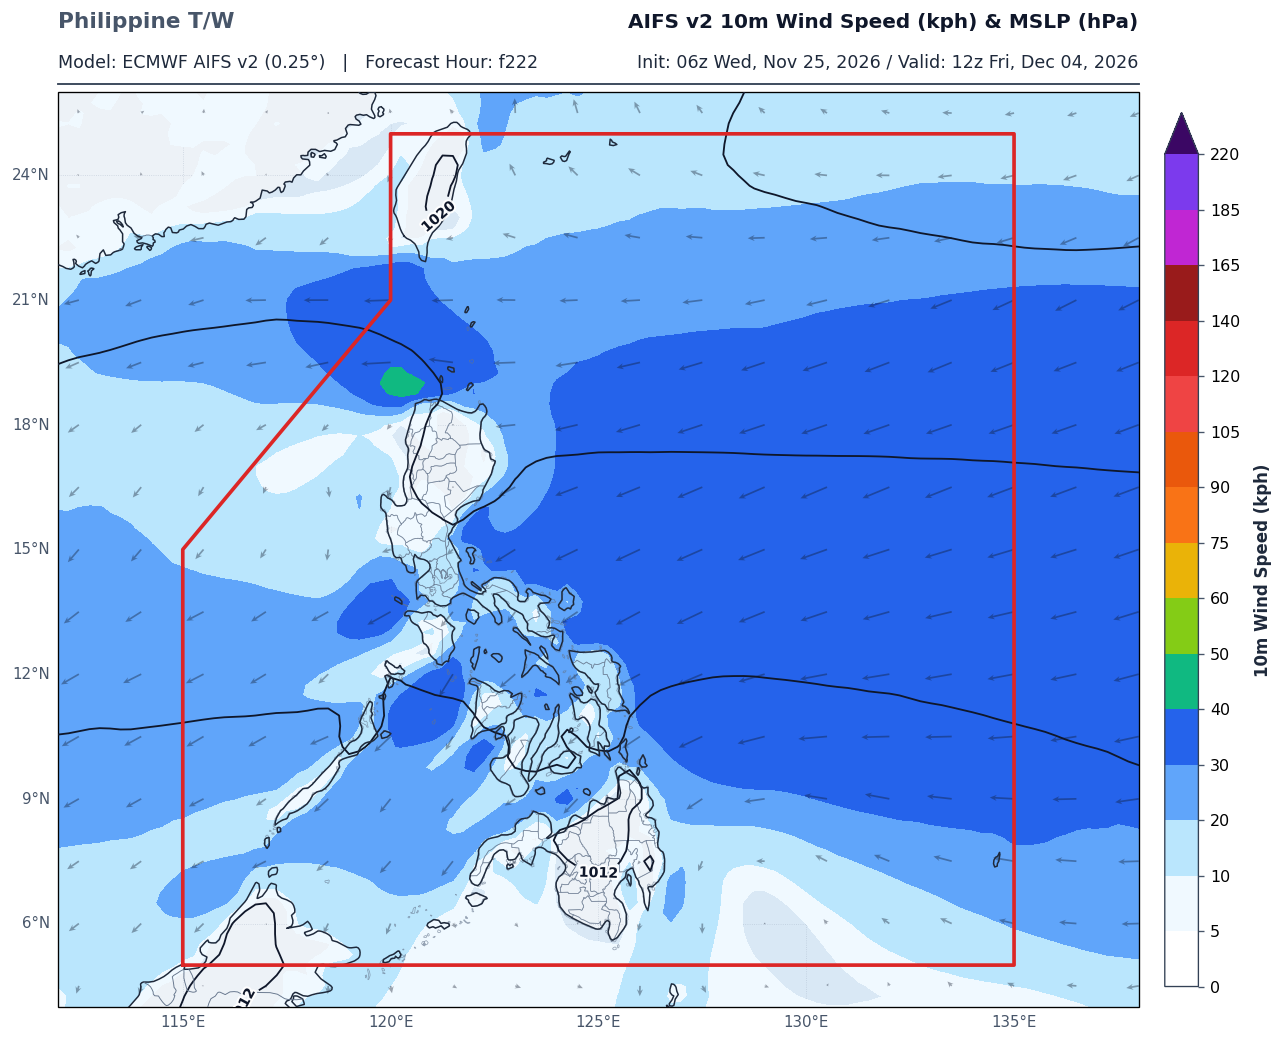 Philippine T/W
AIFS v2 10m Wind Speed (kph) & MSLP (hPa)
Model: ECMWF AIFS v2 (0.25°) | Forecast Hour: f222
Init: 06z Wed, Nov 25, 2026 / Valid: 12z Fri, Dec 04, 2026
24°N
21°N
18°N
15°N
12°N
9°N
6°N
115°E
120°E
125°E
130°E
135°E
1020
1012
12
220
185
165
140
120
105
90
75
60
50
40
30
20
10
5
0
10m Wind Speed (kph)